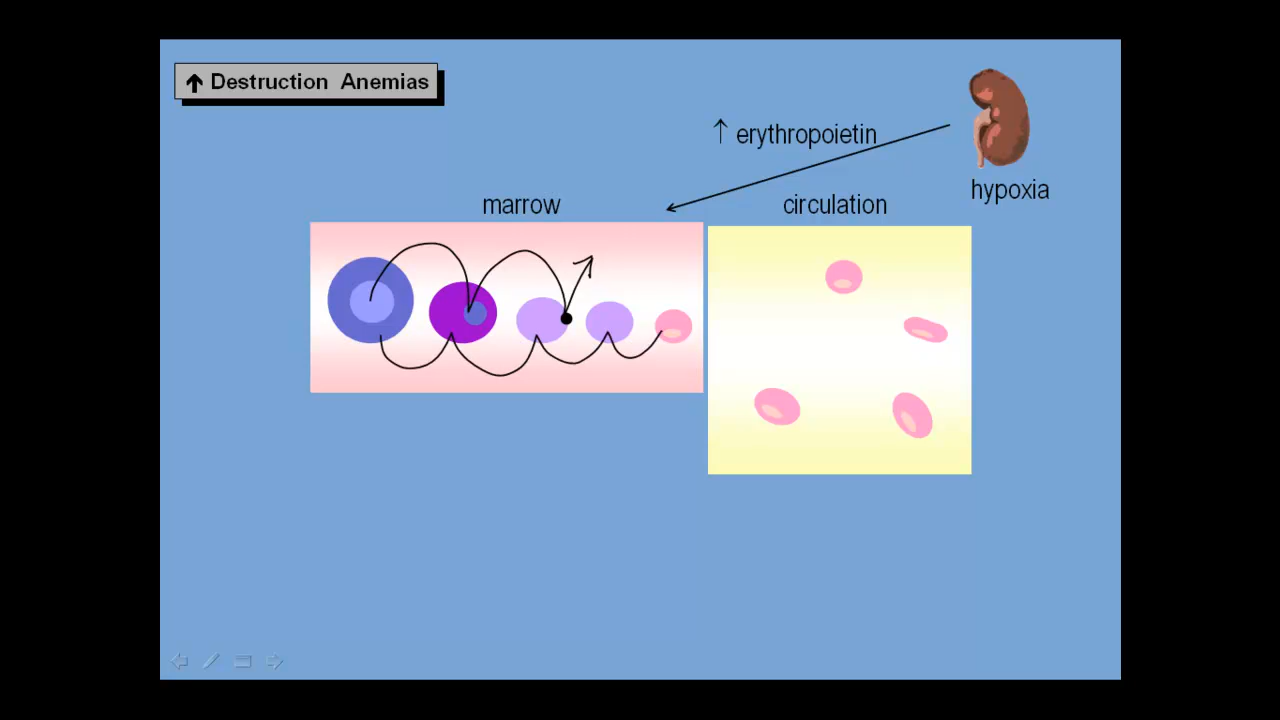 ↑ Destruction Anemias
↑ erythropoietin
hypoxia
marrow
circulation